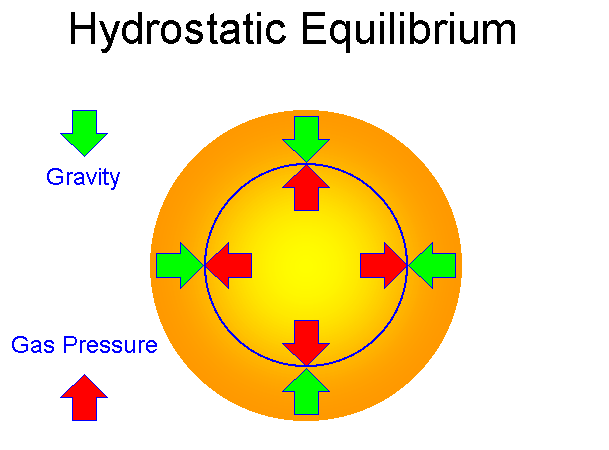 Hydrostatic Equilibrium
Gravity
Gas Pressure